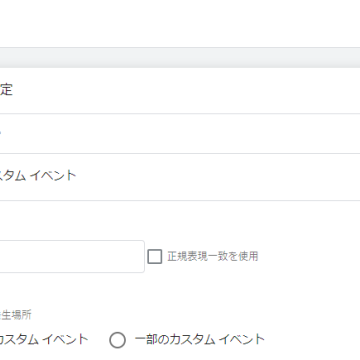 定
スタム イベント
正規表現一致を使用
生場所
カスタム イベント 一部のカスタム イベント